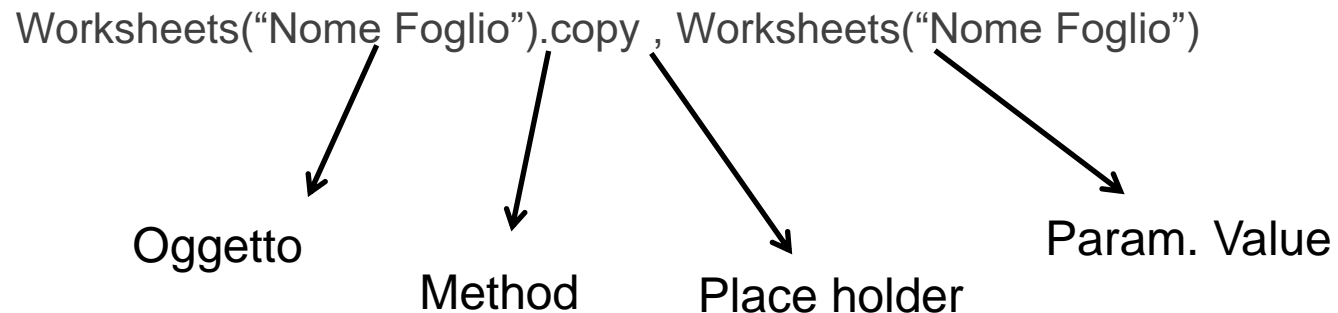 Worksheets(“Nome Foglio”).copy , Worksheets(“Nome Foglio”)
Oggetto
Method
Place holder
Param. Value